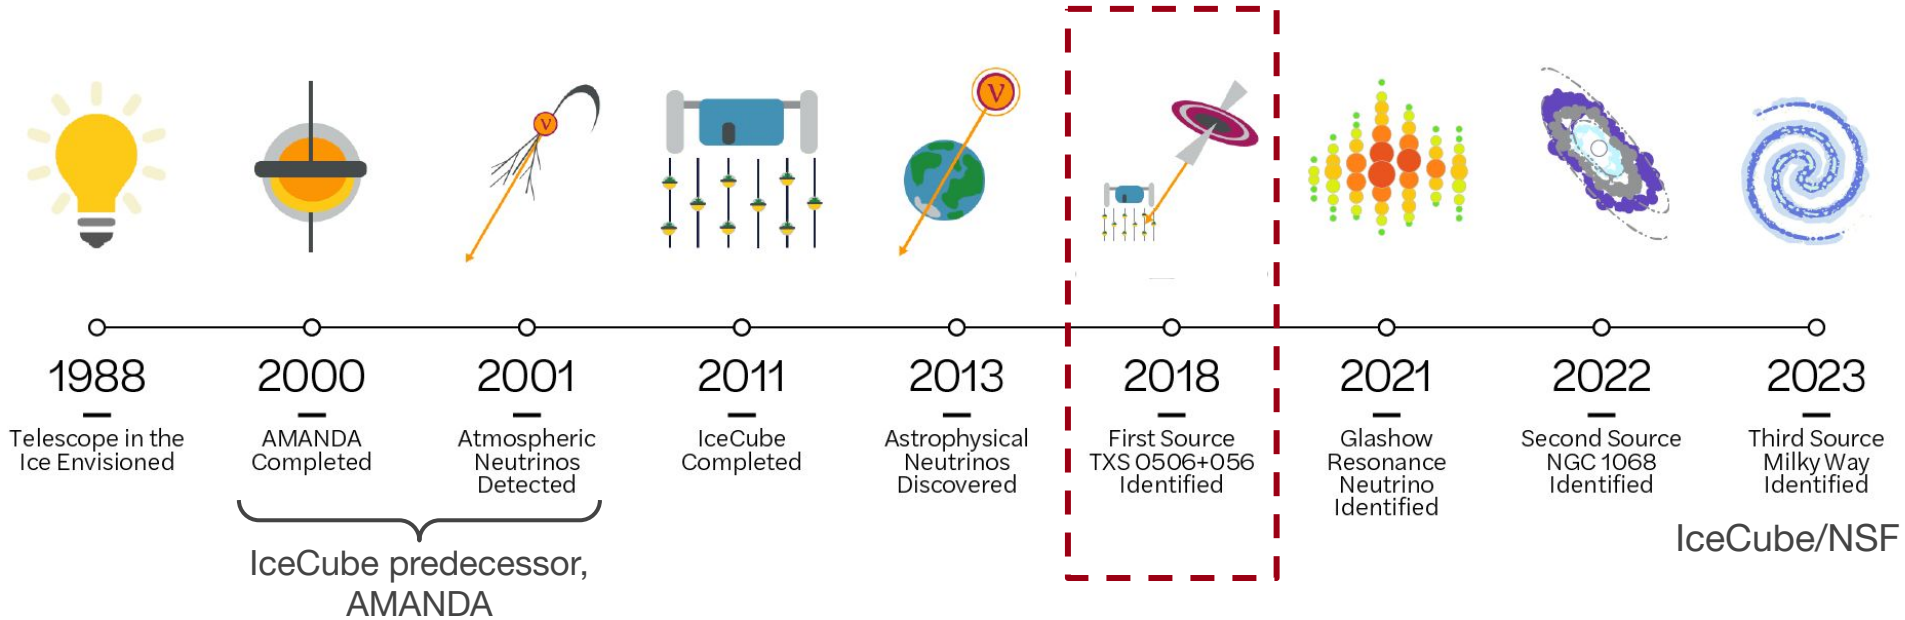 V
V
1988
Telescope in the
Ice Envisioned
2000
AMANDA
Completed
2001
Atmospheric
Neutrinos
Detected
2011
IceCube
Completed
2013
Astrophysical
Neutrinos
Discovered
2018
First Source
TXS 0506+056
Identified
2021
Glashow
Resonance
Neutrino
Identified
2022
Second Source
NGC 1068
Identified
2023
Third Source
Milky Way
Identified
IceCube predecessor,
AMANDA
IceCube/NSF